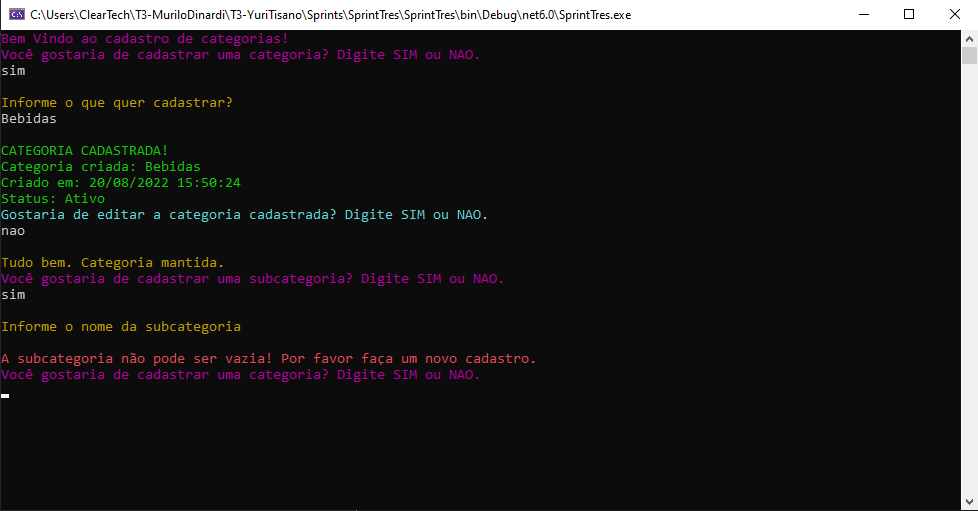 C:\Users\ClearTech\T3-MuriloDinardi\T3-YuriTisano\Sprints\SprintTres\SprintTres\bin\Debug\net6.0\SprintTres.exe
Bem Vindo ao cadastro de categorias!
Você gostaria de cadastrar uma categoria? Digite SIM ou NAO.
sim
Informe o que quer cadastrar?
Bebidas
CATEGORIA CADASTRADA!
Categoria criada: Bebidas
Criado em: 20/08/2022 15:50:24
Status: Ativo
Gostaria de editar a categoria cadastrada? Digite SIM ou NAO.
nao
Tudo bem. Categoria mantida.
Você gostaria de cadastrar uma subcategoria? Digite SIM ou NAO.
sim
Informe o nome da subcategoria
A subcategoria não pode ser vazia! Por favor faça um novo cadastro.
Você gostaria de cadastrar uma categoria? Digite SIM ou NAO.